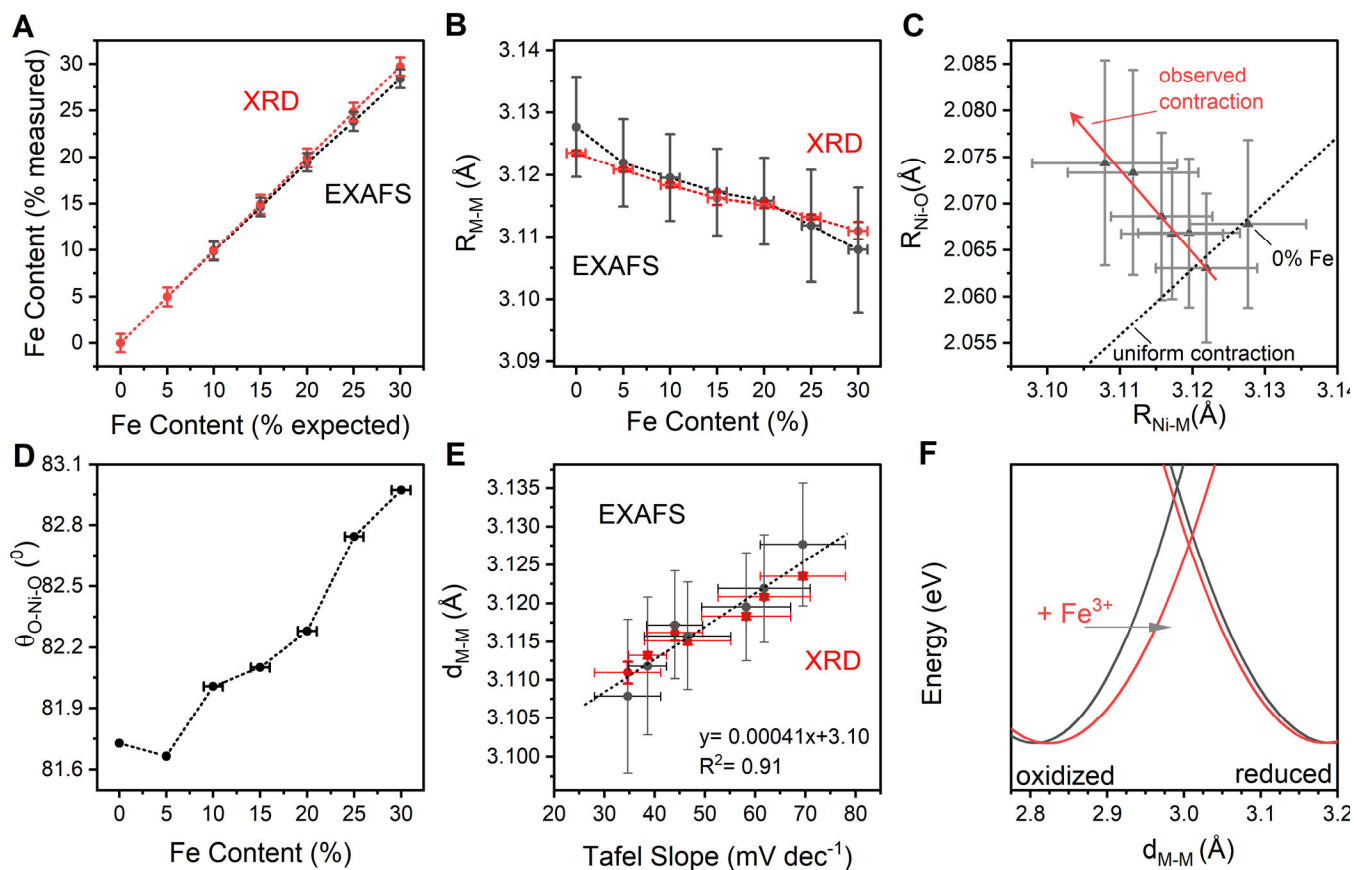 A
Fe Content (% measured)
30
25
20
15
10
5
0
XRD
EXAFS
0 5 10 15 20 25 30
Fe Content (% expected)
B
R_M-M (Å)
3.14
3.13
3.12
3.11
3.10
3.09
XRD
EXAFS
0 5 10 15 20 25 30
Fe Content (%)
C
R_Ni-O(Å)
2.085
2.080
2.075
2.070
2.065
2.060
2.055
observed
contraction
0% Fe
uniform contraction
3.10 3.11 3.12 3.13 3.14
R_Ni-M(Å)
D
θ_O-Ni-O (⁰)
83.1
82.8
82.5
82.2
81.9
81.6
0 5 10 15 20 25 30
Fe Content (%)
E
d_M-M (Å)
3.135
3.130
3.125
3.120
3.115
3.110
3.105
3.100
EXAFS
XRD
y= 0.00041x+3.10
R²= 0.91
20 30 40 50 60 70 80
Tafel Slope (mV dec⁻¹)
F
Energy (eV)
+ Fe³⁺
oxidized reduced
2.8 2.9 3.0 3.1 3.2
d_M-M (Å)